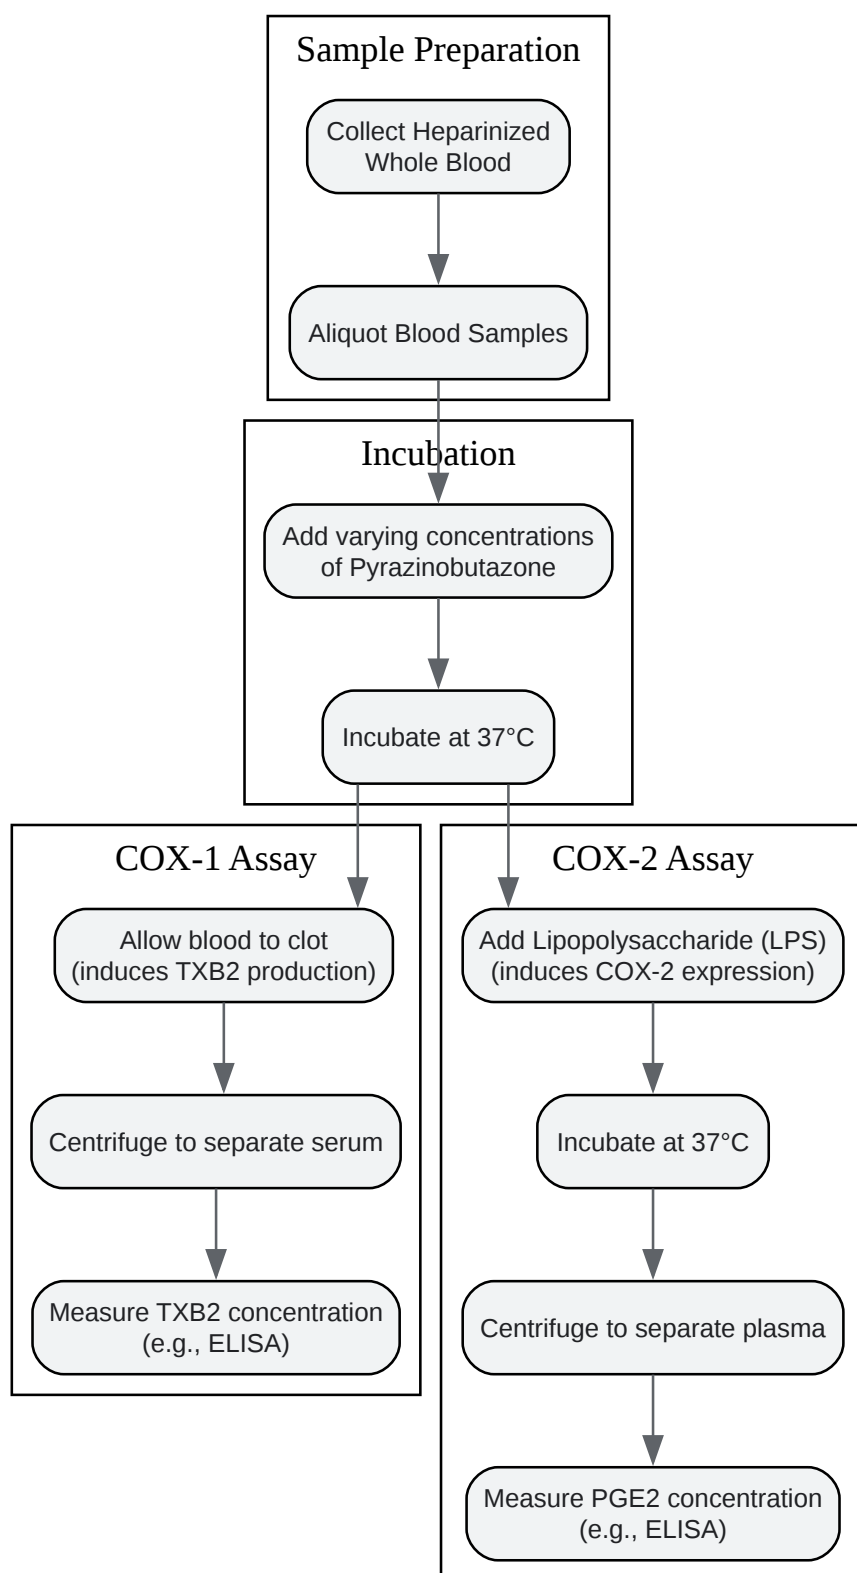 Sample Preparation
Collect Heparinized
Whole Blood
Aliquot Blood Samples
Incubation
Add varying concentrations
of Pyrazinobutazone
Incubate at 37°C
COX-1 Assay
Allow blood to clot
(induces TXB2 production)
Centrifuge to separate serum
Measure TXB2 concentration
(e.g., ELISA)
COX-2 Assay
Add Lipopolysaccharide (LPS)
(induces COX-2 expression)
Incubate at 37°C
Centrifuge to separate plasma
Measure PGE2 concentration
(e.g., ELISA)